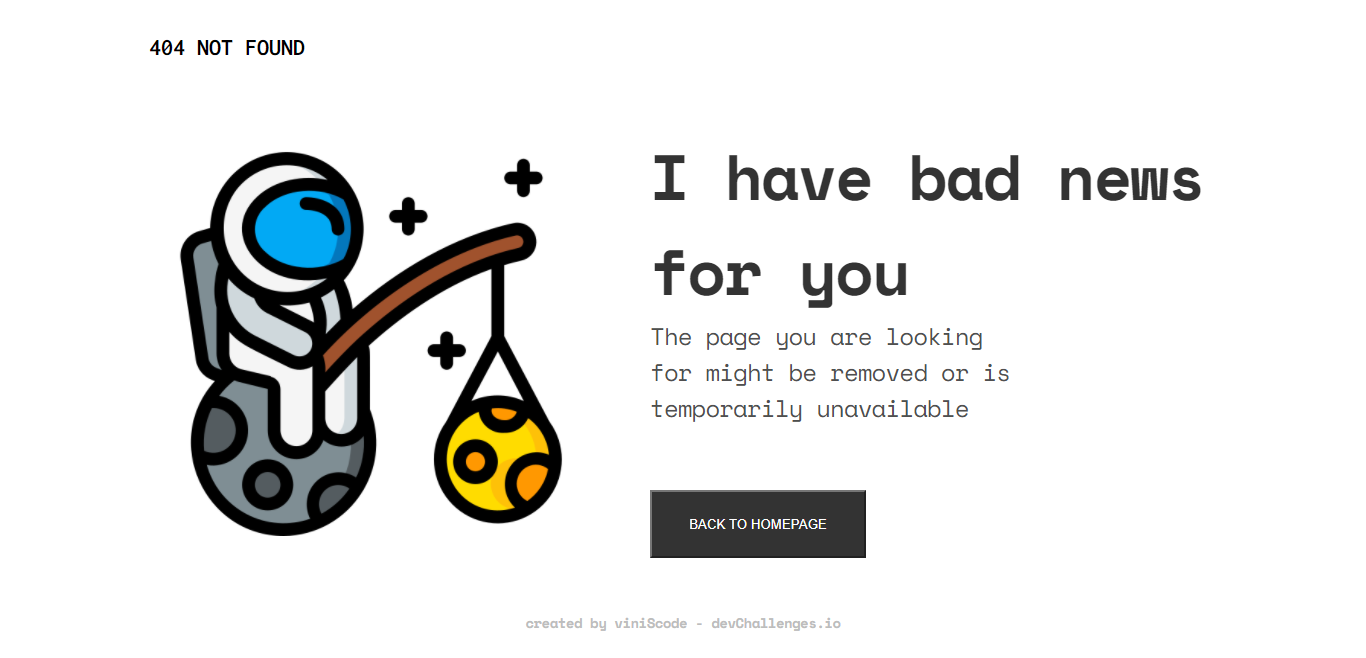 404 NOT FOUND
I have bad news
for you
The page you are looking
for might be removed or is
temporarily unavailable
BACK TO HOMEPAGE
created by viniScode - devChallenges.io